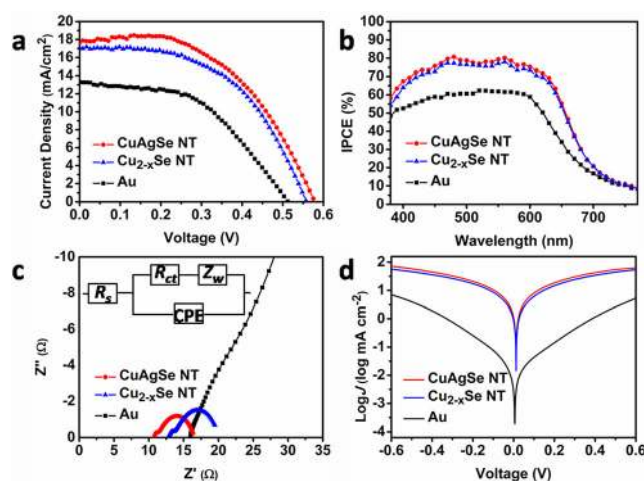 a
Current Density (mA/cm²)
20
18
16
14
12
10
8
6
4
2
0
CuAgSe NT
Cu₂₋ₓSe NT
Au
0.0 0.1 0.2 0.3 0.4 0.5 0.6
Voltage (V)
b
IPCE (%)
100
90
80
70
60
50
40
30
20
10
0
CuAgSe NT
Cu₂₋ₓSe NT
Au
400 500 600 700
Wavelength (nm)
c
Z'' (Ω)
-10
-8
-6
-4
-2
0
Rs
Rct
Zw
CPE
CuAgSe NT
Cu₂₋ₓSe NT
Au
0 5 10 15 20 25 30 35
Z' (Ω)
d
LogJ (log mA cm⁻²)
2
1
0
-1
-2
-3
-4
CuAgSe NT
Cu₂₋ₓSe NT
Au
-0.6 -0.4 -0.2 0.0 0.2 0.4 0.6
Voltage (V)